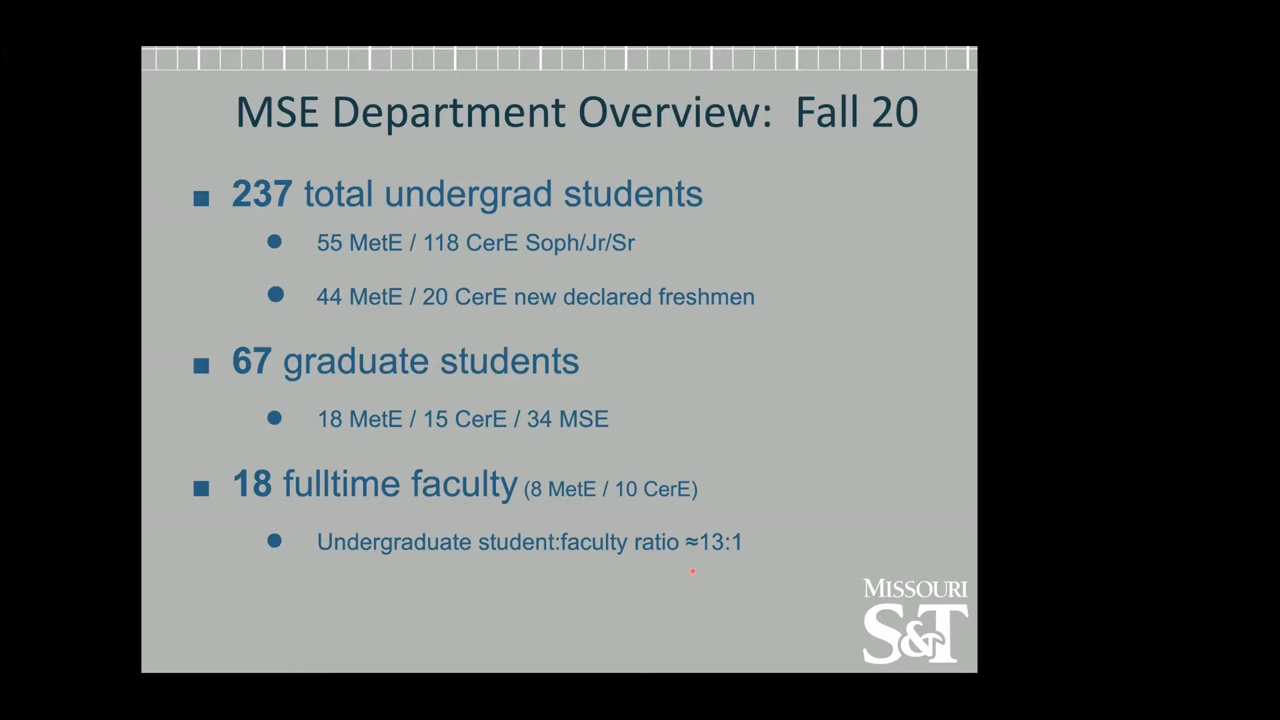 MSE Department Overview: Fall 20
■ 237 total undergrad students
● 55 MetE / 118 CerE Soph/Jr/Sr
● 44 MetE / 20 CerE new declared freshmen
■ 67 graduate students
● 18 MetE / 15 CerE / 34 MSE
■ 18 fulltime faculty (8 MetE / 10 CerE)
● Undergraduate student:faculty ratio ≈13:1
MISSOURI
S&T